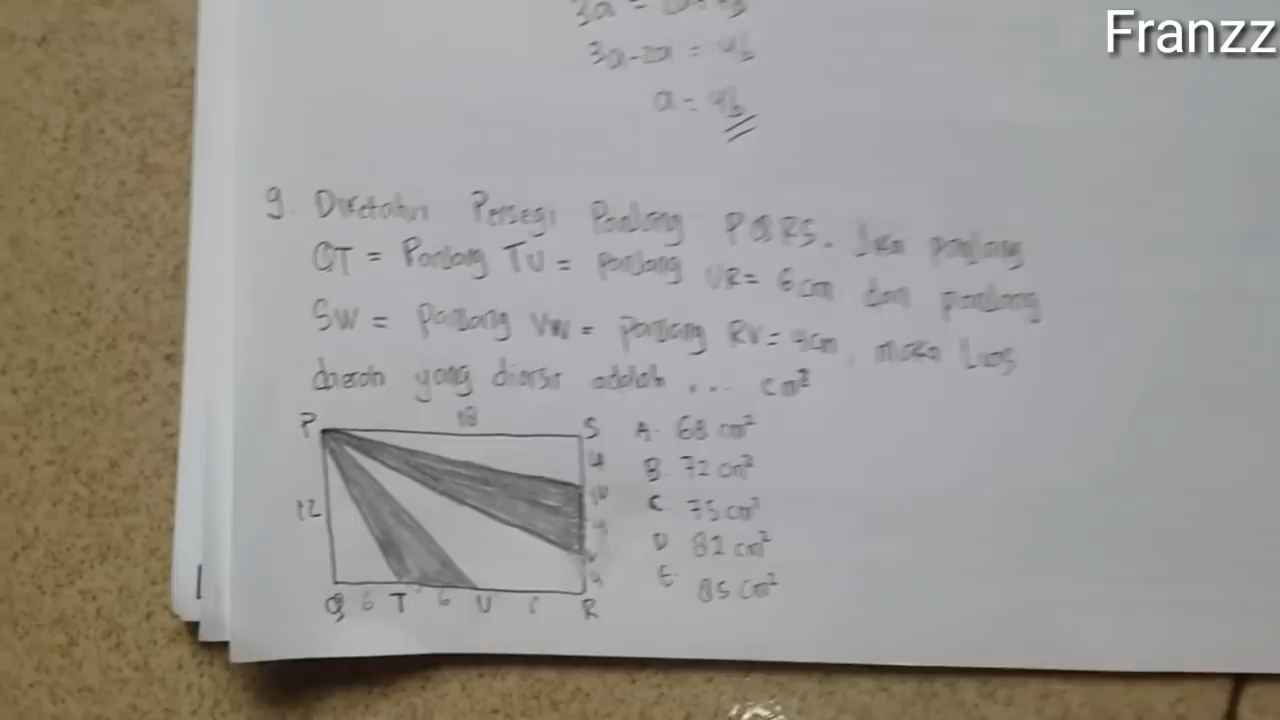 Franzz
3a - 2a = 4b
a = 4b
9. Diketahui Persegi Panjang PQRS. Jika panjang
QT = Panjang TU = panjang UR = 6 cm dan panjang
SW = panjang VW = panjang RV = 4cm, maka Luas
daerah yang diarsir adalah ... cm²
P 18 S
A. 68 cm²
4
B. 72 cm²
W
12
C. 75 cm²
4
D. 82 cm²
V
4
E. 85 cm²
Q 6 T 6 U 6 R